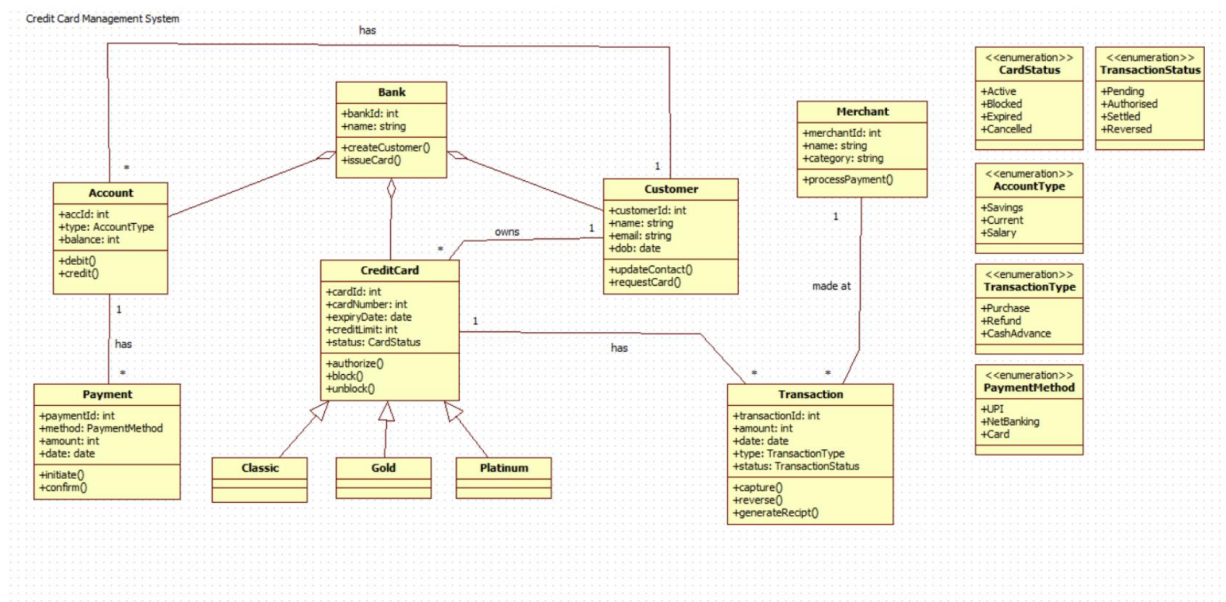 Credit Card Management System
has
Bank
+bankId: int
+name: string
+createCustomer()
+issueCard()
Merchant
+merchantId: int
+name: string
+category: string
+processPayment()
<<enumeration>>
CardStatus
+Active
+Blocked
+Expired
+Cancelled
<<enumeration>>
TransactionStatus
+Pending
+Authorised
+Settled
+Reversed
*
1
Account
+accId: int
+type: AccountType
+balance: int
+debit()
+credit()
Customer
+customerId: int
+name: string
+email: string
+dob: date
+updateContact()
+requestCard()
<<enumeration>>
AccountType
+Savings
+Current
+Salary
owns
1
*
1
made at
CreditCard
+cardId: int
+cardNumber: int
+expiryDate: date
+creditLimit: int
+status: CardStatus
+authorize()
+block()
+unblock()
<<enumeration>>
TransactionType
+Purchase
+Refund
+CashAdvance
1
has
*
1
has
*
*
Payment
+paymentId: int
+method: PaymentMethod
+amount: int
+date: date
+initiate()
+confirm()
Classic
Gold
Platinum
Transaction
+transactionId: int
+amount: int
+date: date
+type: TransactionType
+status: TransactionStatus
+capture()
+reverse()
+generateRecipt()
<<enumeration>>
PaymentMethod
+UPI
+NetBanking
+Card